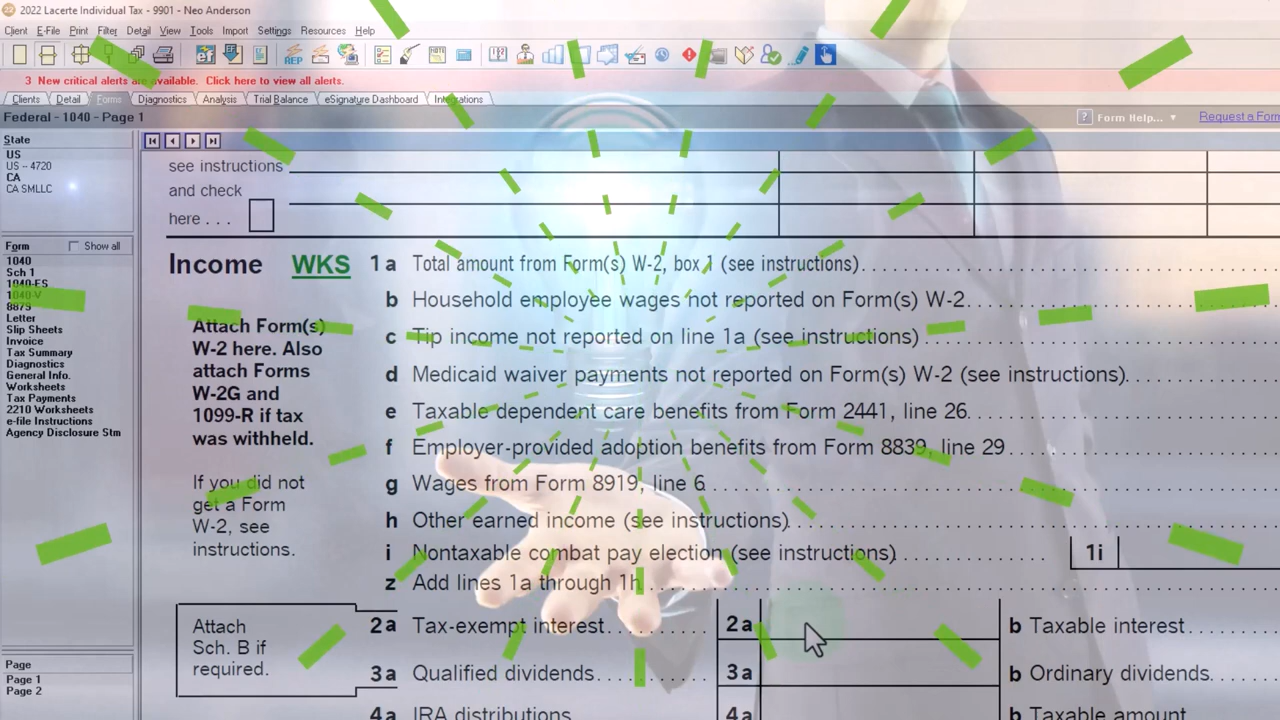 2022 Lacerte Individual Tax - 9901 - Neo Anderson
Client E-File Print Filter Detail View Tools Import Settings Resources Help
3 New critical alerts are available. Click here to view all alerts.
Clients Detail Forms Diagnostics Analysis Trial Balance eSignature Dashboard Integrations
Federal - 1040 - Page 1
? Form Help...
Request a Form
State
US
US -- 4720
CA
CA SMLLC
Form Show all
1040
Sch 1
1040-ES
1040-V
8879
Letter
Slip Sheets
Invoice
Tax Summary
Diagnostics
General Info.
Worksheets
Tax Payments
2210 Worksheets
e-file Instructions
Agency Disclosure Stm
Page
Page 1
Page 2
see instructions
and check
here . . .
Income WKS
Attach Form(s)
W-2 here. Also
attach Forms
W-2G and
1099-R if tax
was withheld.
If you did not
get a Form
W-2, see
instructions.
1a Total amount from Form(s) W-2, box 1 (see instructions)
b Household employee wages not reported on Form(s) W-2
c Tip income not reported on line 1a (see instructions)
d Medicaid waiver payments not reported on Form(s) W-2 (see instructions)
e Taxable dependent care benefits from Form 2441, line 26
f Employer-provided adoption benefits from Form 8839, line 29
g Wages from Form 8919, line 6
h Other earned income (see instructions)
i Nontaxable combat pay election (see instructions) 1i
z Add lines 1a through 1h
Attach
Sch. B if
required.
2a Tax-exempt interest 2a b Taxable interest
3a Qualified dividends 3a b Ordinary dividends
4a IRA distributions 4a b Taxable amount